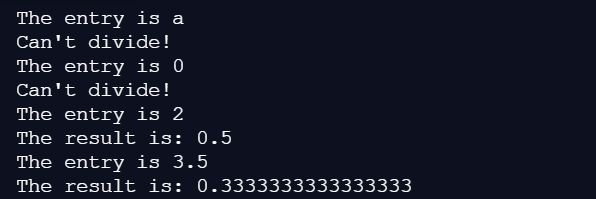 The entry is a
Can't divide!
The entry is 0
Can't divide!
The entry is 2
The result is: 0.5
The entry is 3.5
The result is: 0.3333333333333333